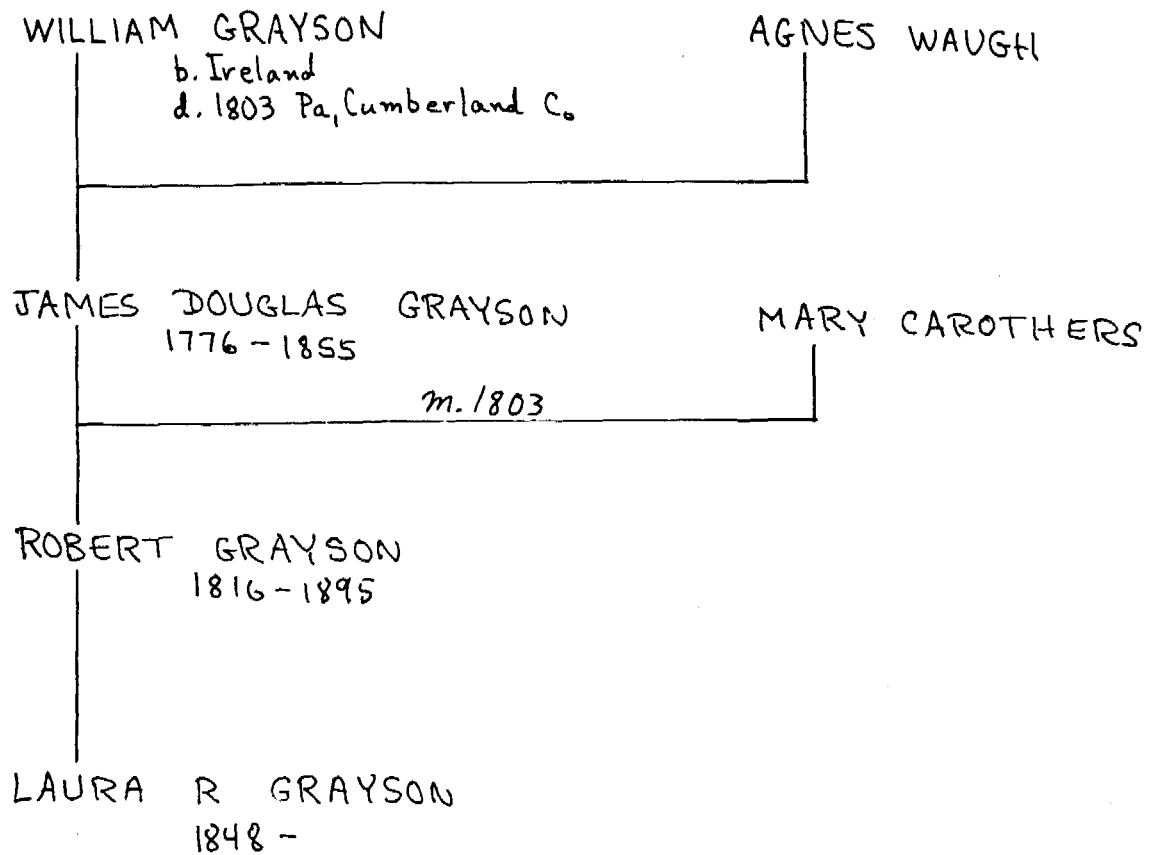 WILLIAM GRAYSON
AGNES WAUGH
b. Ireland
d. 1803 Pa, Cumberland Co
JAMES DOUGLAS GRAYSON
MARY CAROTHERS
1776 - 1855
m. 1803
ROBERT GRAYSON
1816 - 1895
LAURA R GRAYSON
1848 -